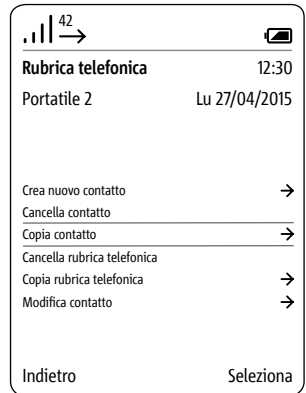 42
Rubrica telefonica 12:30
Portatile 2 Lu 27/04/2015
Crea nuovo contatto →
Cancella contatto
Copia contatto →
Cancella rubrica telefonica
Copia rubrica telefonica →
Modifica contatto →
Indietro Seleziona